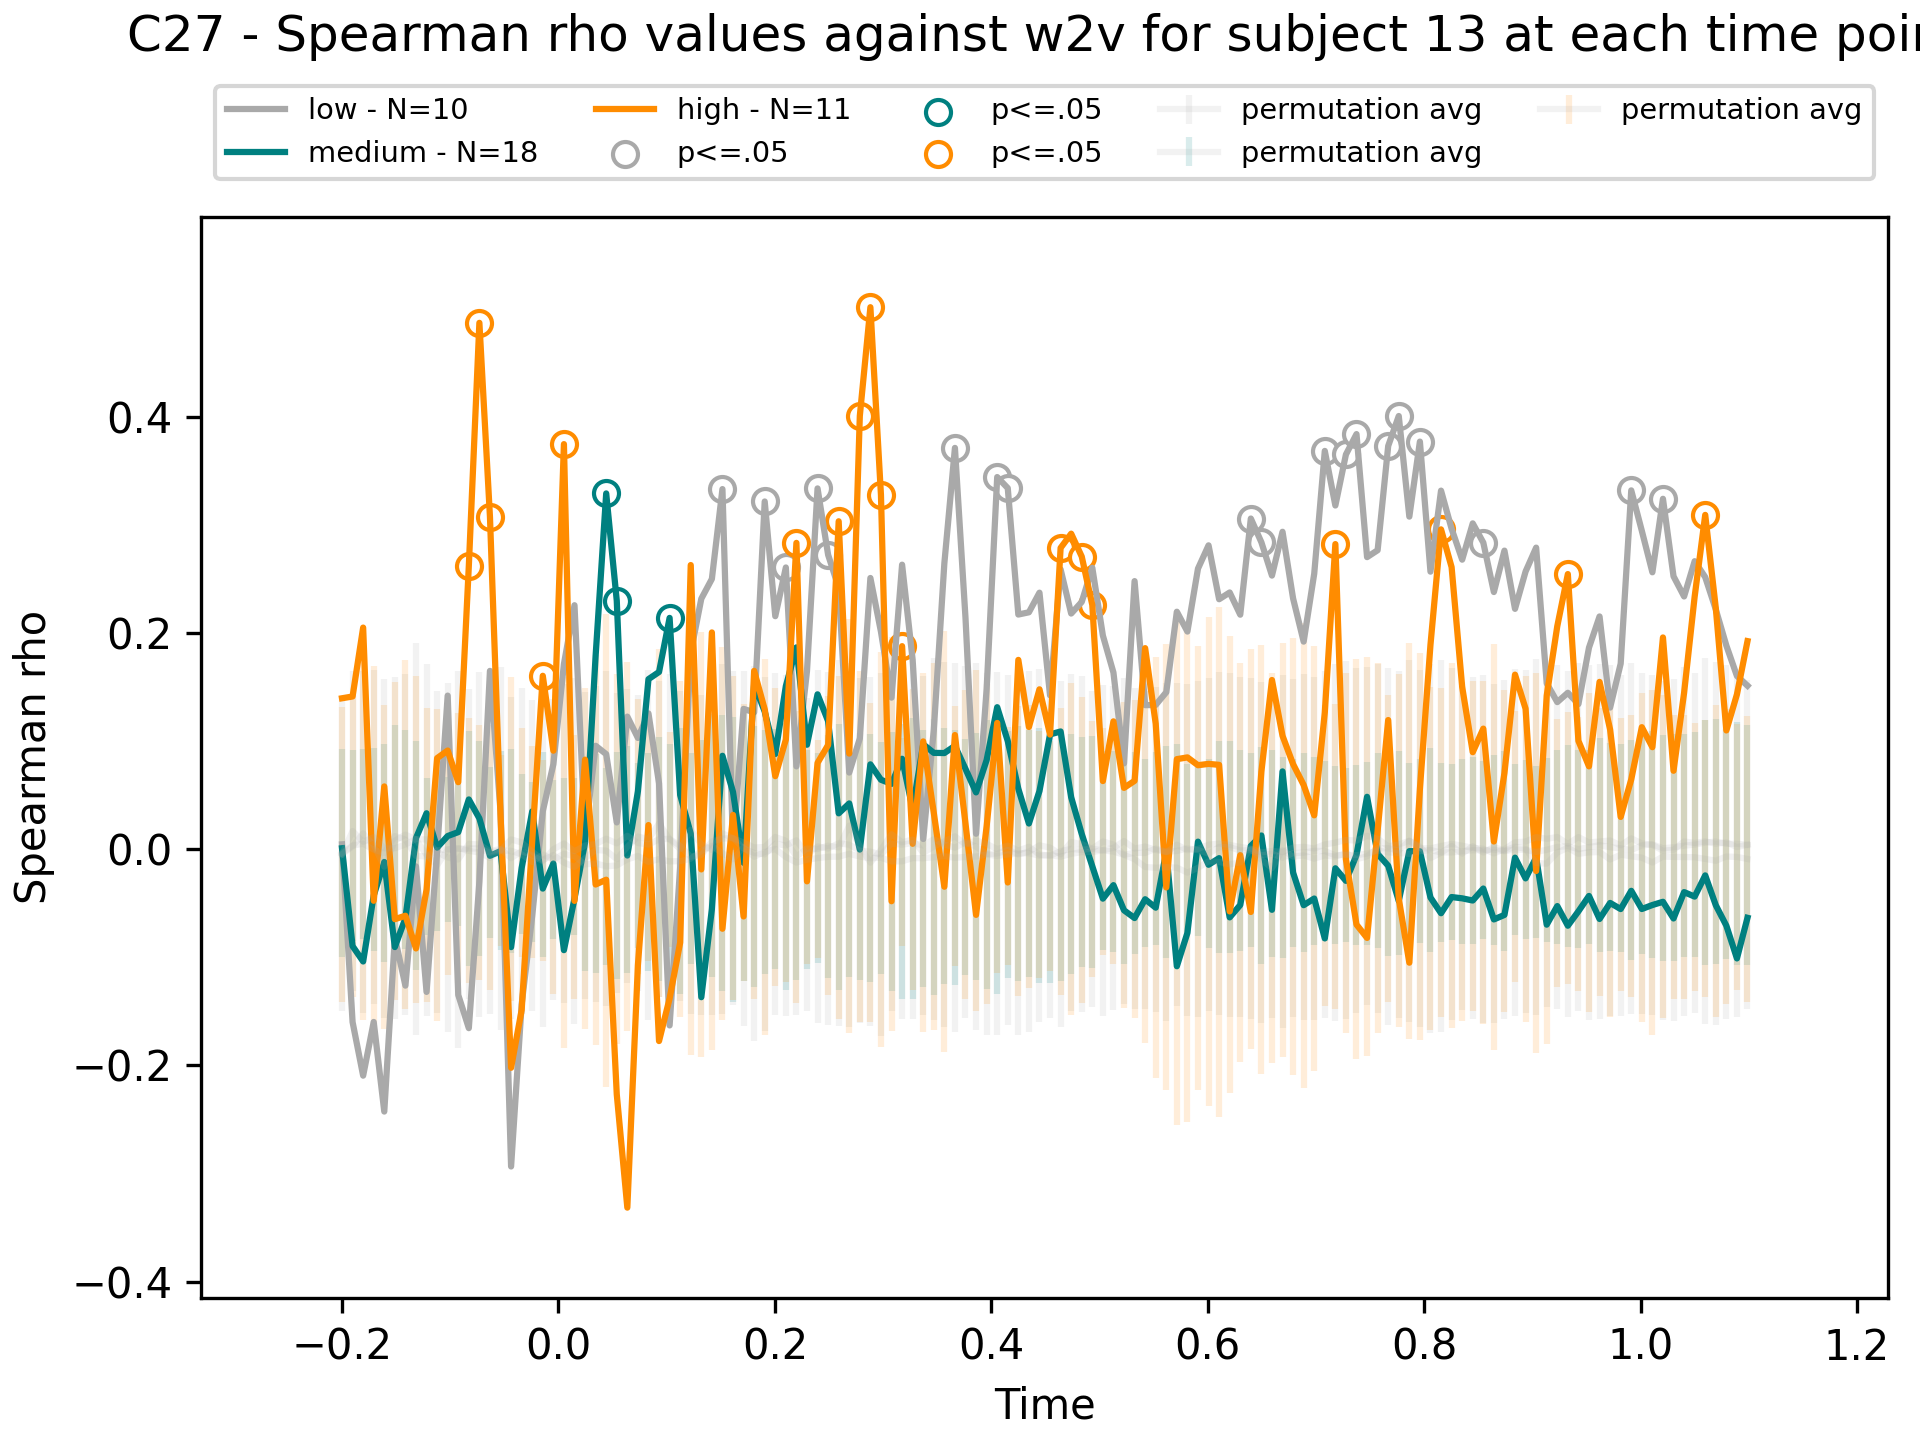 C27 - Spearman rho values against w2v for subject 13 at each time poi
low - N=10
medium - N=18
high - N=11
p<=.05
p<=.05
p<=.05
permutation avg
permutation avg
permutation avg
Spearman rho
0.4
0.2
0.0
−0.2
−0.4
−0.2 0.0 0.2 0.4 0.6 0.8 1.0 1.2
Time